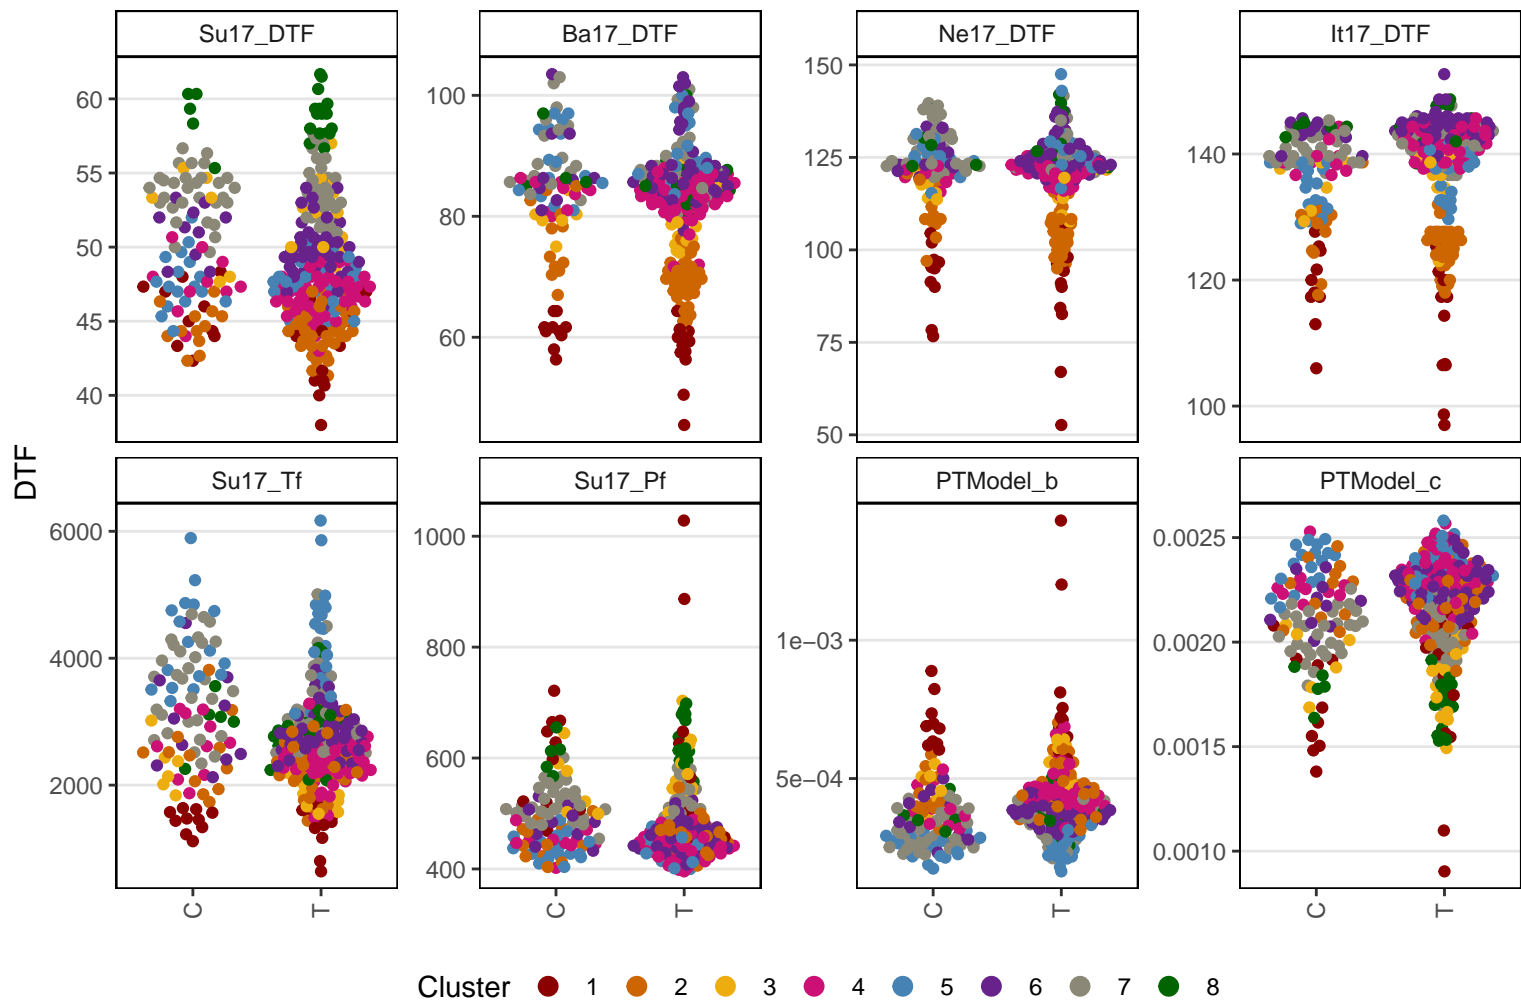 Su17_DTF
Ba17_DTF
Ne17_DTF
It17_DTF
60
55
50
45
40
100
80
60
150
125
100
75
50
140
120
100
DTF
Su17_Tf
Su17_Pf
PTModel_b
PTModel_c
6000
4000
2000
1000
800
600
400
1e−03
5e−04
0.0025
0.0020
0.0015
0.0010
C T C T C T C T
Cluster 1 2 3 4 5 6 7 8